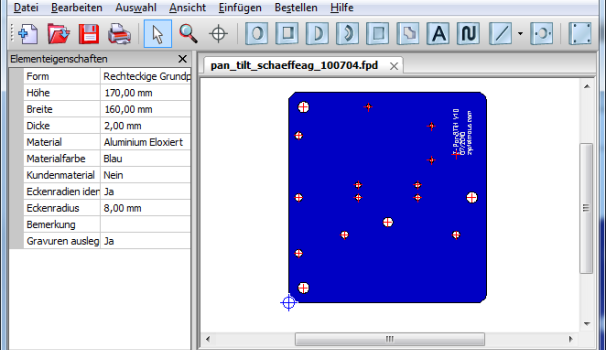 Datei Bearbeiten Auswahl Ansicht Einfügen Bestellen Hilfe
A
Elementeigenschaften
pan_tilt_schaeffeag_100704.fpd
Form Rechteckige Grundp
Höhe 170,00 mm
Breite 160,00 mm
Dicke 2,00 mm
Material Aluminium Eloxiert
Materialfarbe Blau
Kundenmaterial Nein
Eckenradien iden Ja
Eckenradius 8,00 mm
Bemerkung
Gravuren ausleg Ja